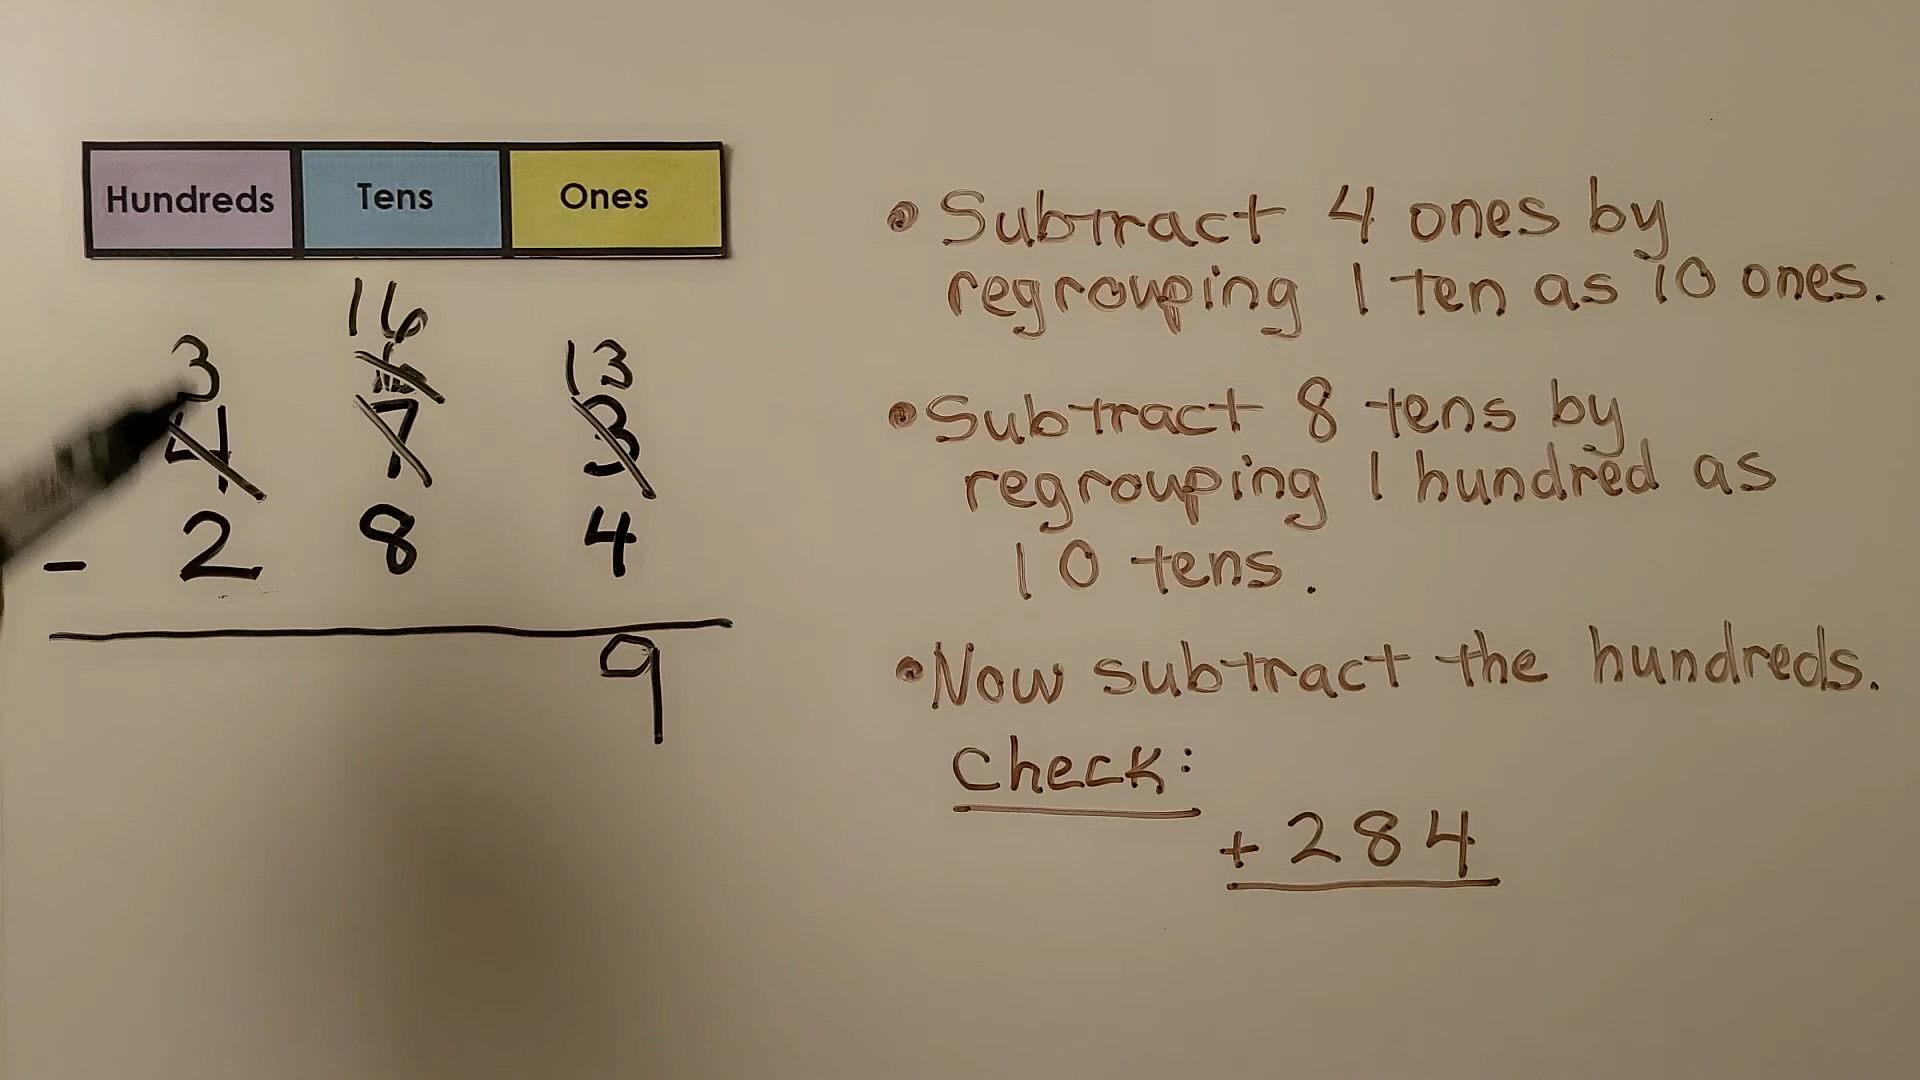 Hundreds Tens Ones
16
3 6 13
4 7 3
- 2 8 4
9
• Subtract 4 ones by
regrouping 1 ten as 10 ones.
• Subtract 8 tens by
regrouping 1 hundred as
10 tens.
• Now subtract the hundreds.
Check:
+ 284